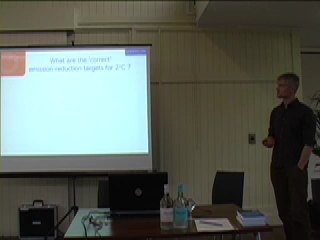 What are the 'correct'
emission reduction targets for 2°C ?